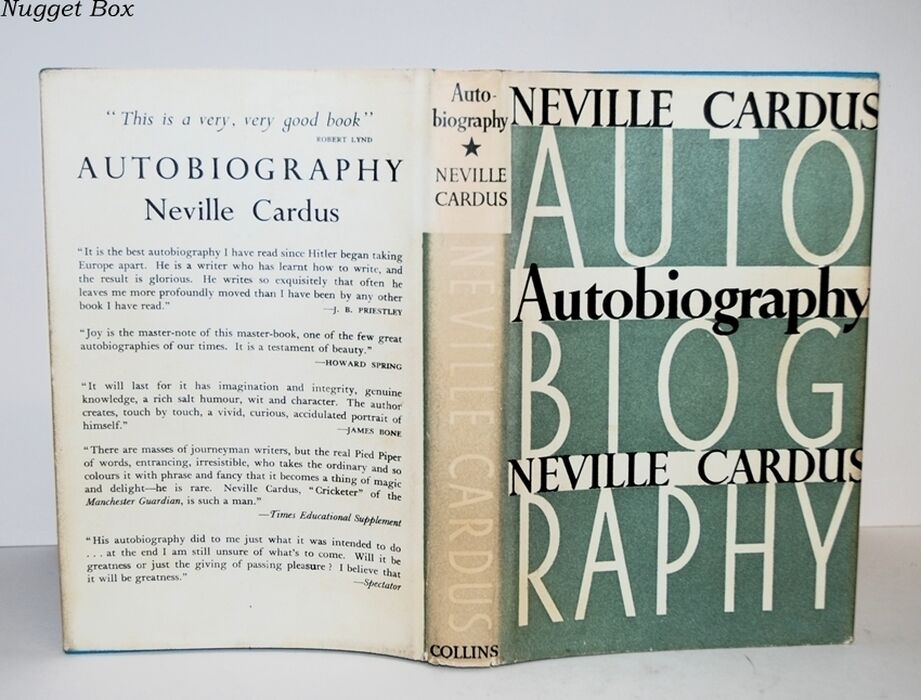 Nugget Box
"This is a very, very good book"
ROBERT LYND
AUTOBIOGRAPHY
Neville Cardus
"It is the best autobiography I have read since Hitler began taking
Europe apart. He is a writer who has learnt how to write, and
the result is glorious. He writes so exquisitely that often he
leaves me more profoundly moved than I have been by any other
book I have read."
—J. B. PRIESTLEY
"Joy is the master-note of this master-book, one of the few great
autobiographies of our times. It is a testament of beauty."
—HOWARD SPRING
"It will last for it has imagination and integrity, genuine
knowledge, a rich salt humour, wit and character. The author
creates, touch by touch, a vivid, curious, accidulated portrait of
himself."
—JAMES BONE
"There are masses of journeyman writers, but the real Pied Piper
of words, entrancing, irresistible, who takes the ordinary and so
colours it with phrase and fancy that it becomes a thing of magic
and delight—he is rare. Neville Cardus, "Cricketer" of the
Manchester Guardian, is such a man."
—Times Educational Supplement
"His autobiography did to me just what it was intended to do
. . . at the end I am still unsure of what's to come. Will it be
greatness or just the giving of passing pleasure? I believe that
it will be greatness."
—Spectator
Auto-
biography
★
NEVILLE
CARDUS
NEVILLE CARDUS
COLLINS
NEVILLE CARDUS
AUTO
Autobiography
BIOG
NEVILLE CARDUS
RAPHY